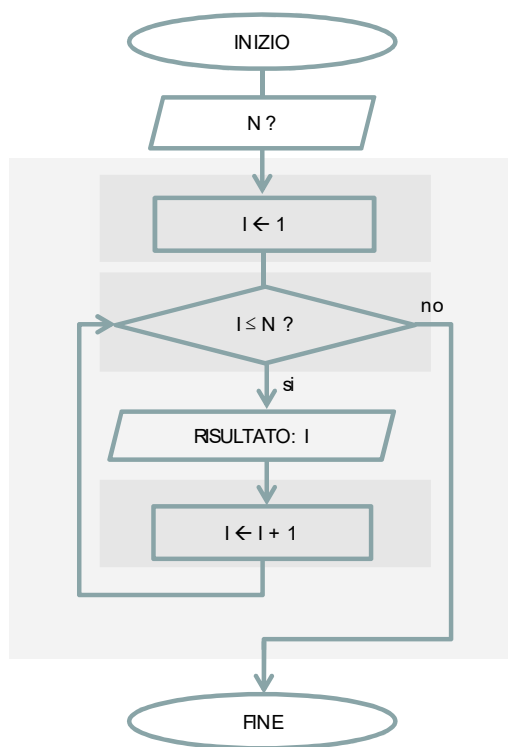 INIZIO
N ?
I ← 1
I ≤ N ?
no
si
RISULTATO: I
I ← I + 1
FINE